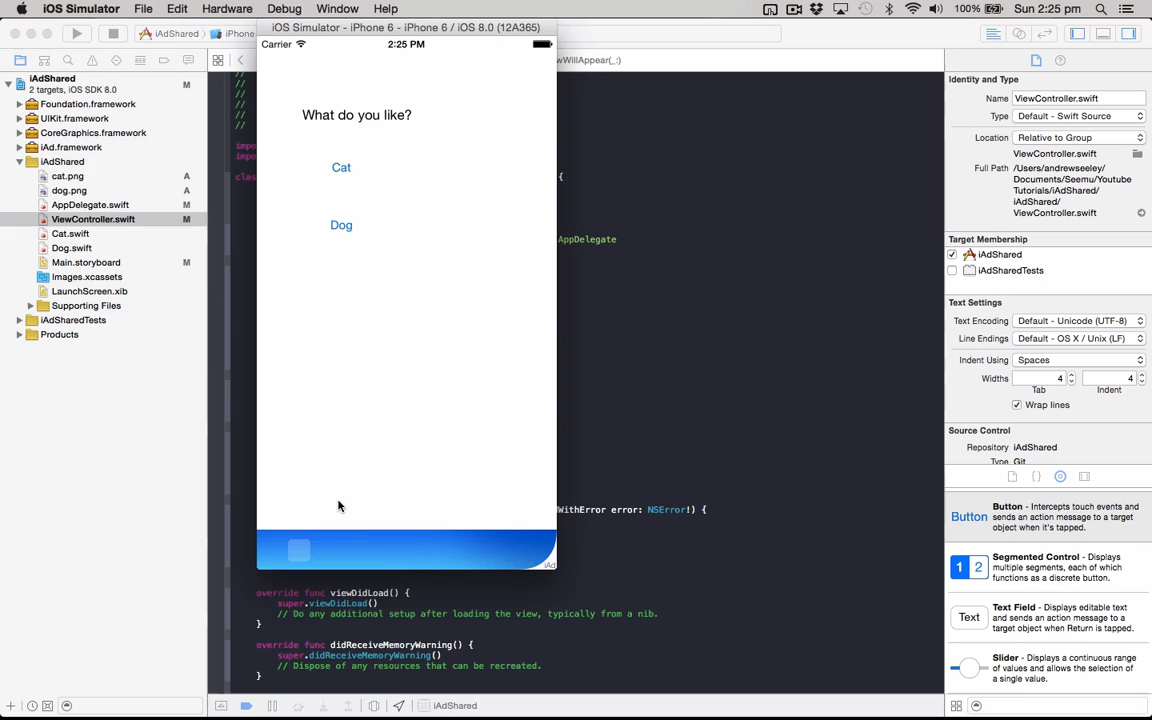 iOS Simulator File Edit Hardware Debug Window Help 100% Sun 2:25 pm
iOS Simulator - iPhone 6 - iPhone 6 / iOS 8.0 (12A365)
iAdShared iPhone
Carrier 2:25 PM
What do you like?
Cat
Dog
iAd
iAdShared
2 targets, iOS SDK 8.0
M
Foundation.framework
UIKit.framework
CoreGraphics.framework
iAd.framework
iAdShared
cat.png A
dog.png A
AppDelegate.swift M
ViewController.swift M
Cat.swift
Dog.swift
Main.storyboard M
Images.xcassets
LaunchScreen.xib
Supporting Files
iAdSharedTests
Products
wWillAppear(_:)
//
//
//
//
//
impo
impo
clas {
AppDelegate
WithError error: NSError!) {
override func viewDidLoad() {
super.viewDidLoad()
// Do any additional setup after loading the view, typically from a nib.
}
override func didReceiveMemoryWarning() {
super.didReceiveMemoryWarning()
// Dispose of any resources that can be recreated.
}
iAdShared
Identity and Type
Name ViewController.swift
Type Default - Swift Source
Location Relative to Group
ViewController.swift
Full Path /Users/andrewseeley/
Documents/Seemu/Youtube
Tutorials/iAdShared/
iAdShared/
ViewController.swift
Target Membership
iAdShared
iAdSharedTests
Text Settings
Text Encoding Default - Unicode (UTF-8)
Line Endings Default - OS X / Unix (LF)
Indent Using Spaces
Widths 4 4
Tab Indent
Wrap lines
Source Control
Repository iAdShared
Type Git
Button
Button - Intercepts touch events and
sends an action message to a target
object when it's tapped.
1 2
Segmented Control - Displays
multiple segments, each of which
functions as a discrete button.
Text
Text Field - Displays editable text
and sends an action message to a
target object when Return is tapped.
Slider - Displays a continuous range
of values and allows the selection of
a single value.